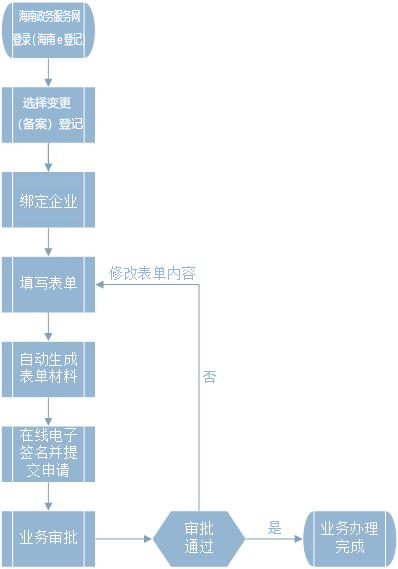 海南政务服务网
登录(海南e登记)
选择变更
（备案）登记
绑定企业
填写表单
修改表单内容
自动生成
表单材料
否
在线电子
签名并提
交申请
业务审批
审批
通过
是
业务办理
完成